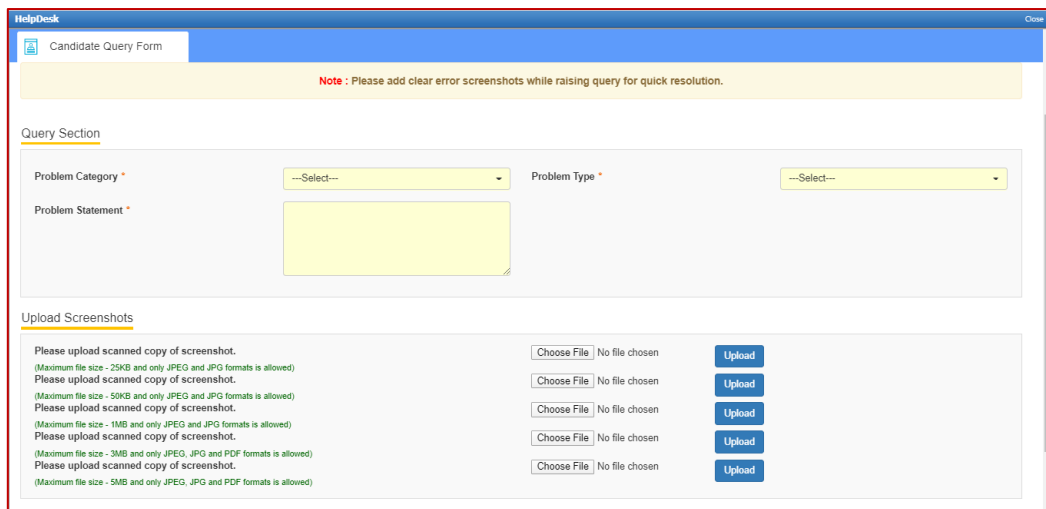 HelpDesk Close
Candidate Query Form
Note : Please add clear error screenshots while raising query for quick resolution.
Query Section
Problem Category * ---Select--- Problem Type * ---Select---
Problem Statement *
Upload Screenshots
Please upload scanned copy of screenshot. Choose File No file chosen Upload
(Maximum file size - 25KB and only JPEG and JPG formats is allowed)
Please upload scanned copy of screenshot. Choose File No file chosen Upload
(Maximum file size - 50KB and only JPEG and JPG formats is allowed)
Please upload scanned copy of screenshot. Choose File No file chosen Upload
(Maximum file size - 1MB and only JPEG and JPG formats is allowed)
Please upload scanned copy of screenshot. Choose File No file chosen Upload
(Maximum file size - 3MB and only JPEG, JPG and PDF formats is allowed)
Please upload scanned copy of screenshot. Choose File No file chosen Upload
(Maximum file size - 5MB and only JPEG, JPG and PDF formats is allowed)